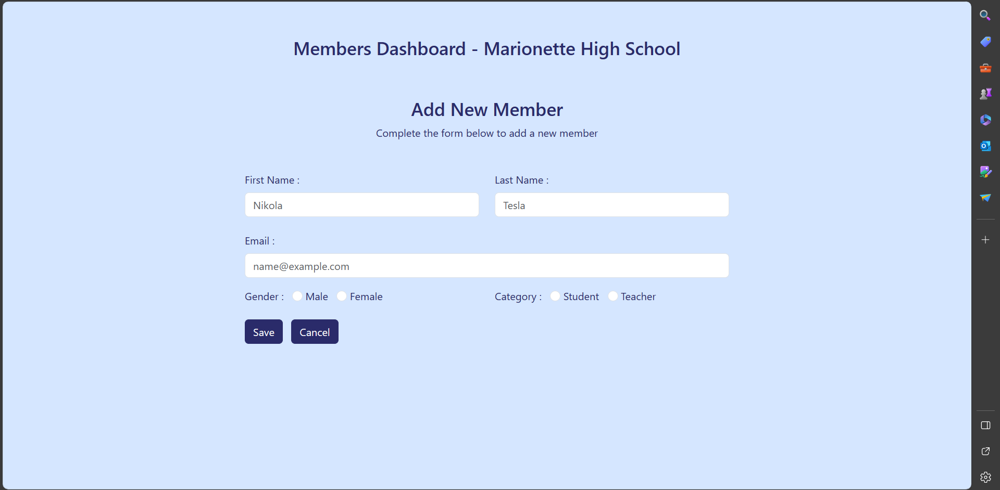 Members Dashboard - Marionette High School
Add New Member
Complete the form below to add a new member
First Name : Last Name :
Nikola Tesla
Email :
name@example.com
Gender : Male Female Category : Student Teacher
Save Cancel